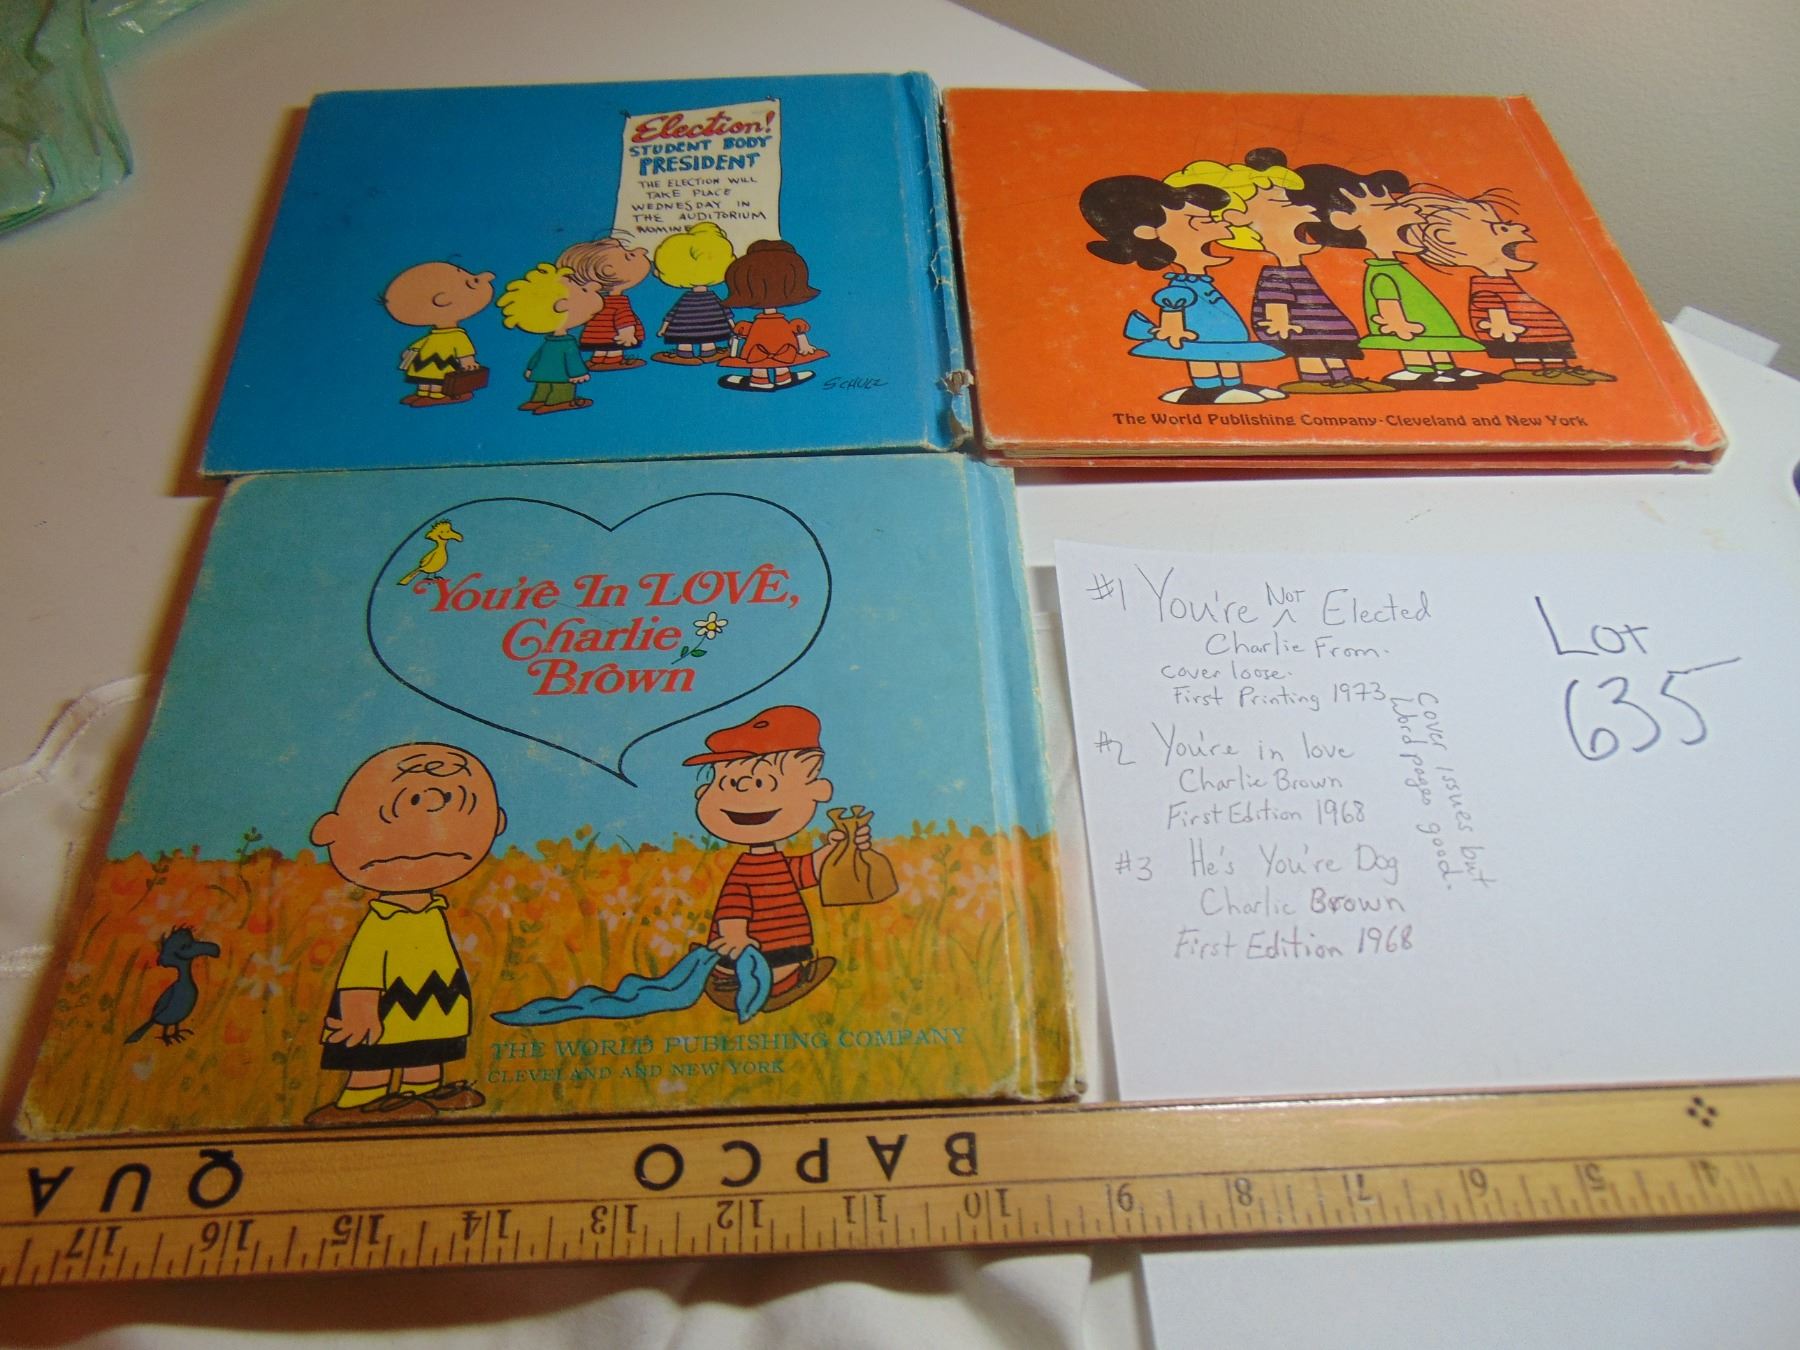 Election!
STUDENT BODY
PRESIDENT
THE ELECTION WILL
TAKE PLACE
WEDNESDAY IN
THE AUDITORIUM
NOMINE
SCHULZ
The World Publishing Company·Cleveland and New York
You're In LOVE,
Charlie
Brown
THE WORLD PUBLISHING COMPANY
CLEVELAND AND NEW YORK
#1 You're Not Elected
Charlie From.
cover loose.
First Printing 1973
#2 You're in love
Charlie Brown
First Edition 1968
#3 He's You're Dog
Charlie Brown
First Edition 1968
Cover issues but
word pages good.
Lot
635
BAPCO QUA
4 5 6 7 8 9 10 11 12 13 14 15 16 17